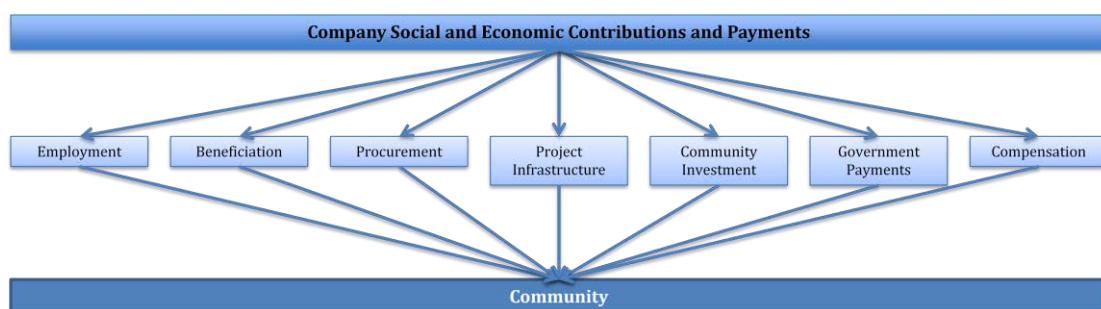 Company Social and Economic Contributions and Payments
Employment
Beneficiation
Procurement
Project
Infrastructure
Community
Investment
Government
Payments
Compensation
Community